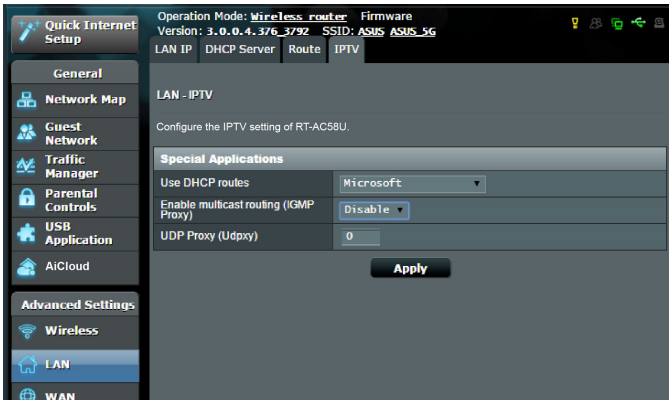 Quick Internet
Setup
Operation Mode: Wireless router Firmware
Version: 3.0.0.4.376_3792 SSID: ASUS ASUS_5G
LAN IP DHCP Server Route IPTV
General
Network Map
Guest
Network
Traffic
Manager
Parental
Controls
USB
Application
AiCloud
Advanced Settings
Wireless
LAN
WAN
LAN - IPTV
Configure the IPTV setting of RT-AC58U.
Special Applications
Use DHCP routes Microsoft
Enable multicast routing (IGMP
Proxy) Disable
UDP Proxy (Udpxy) 0
Apply